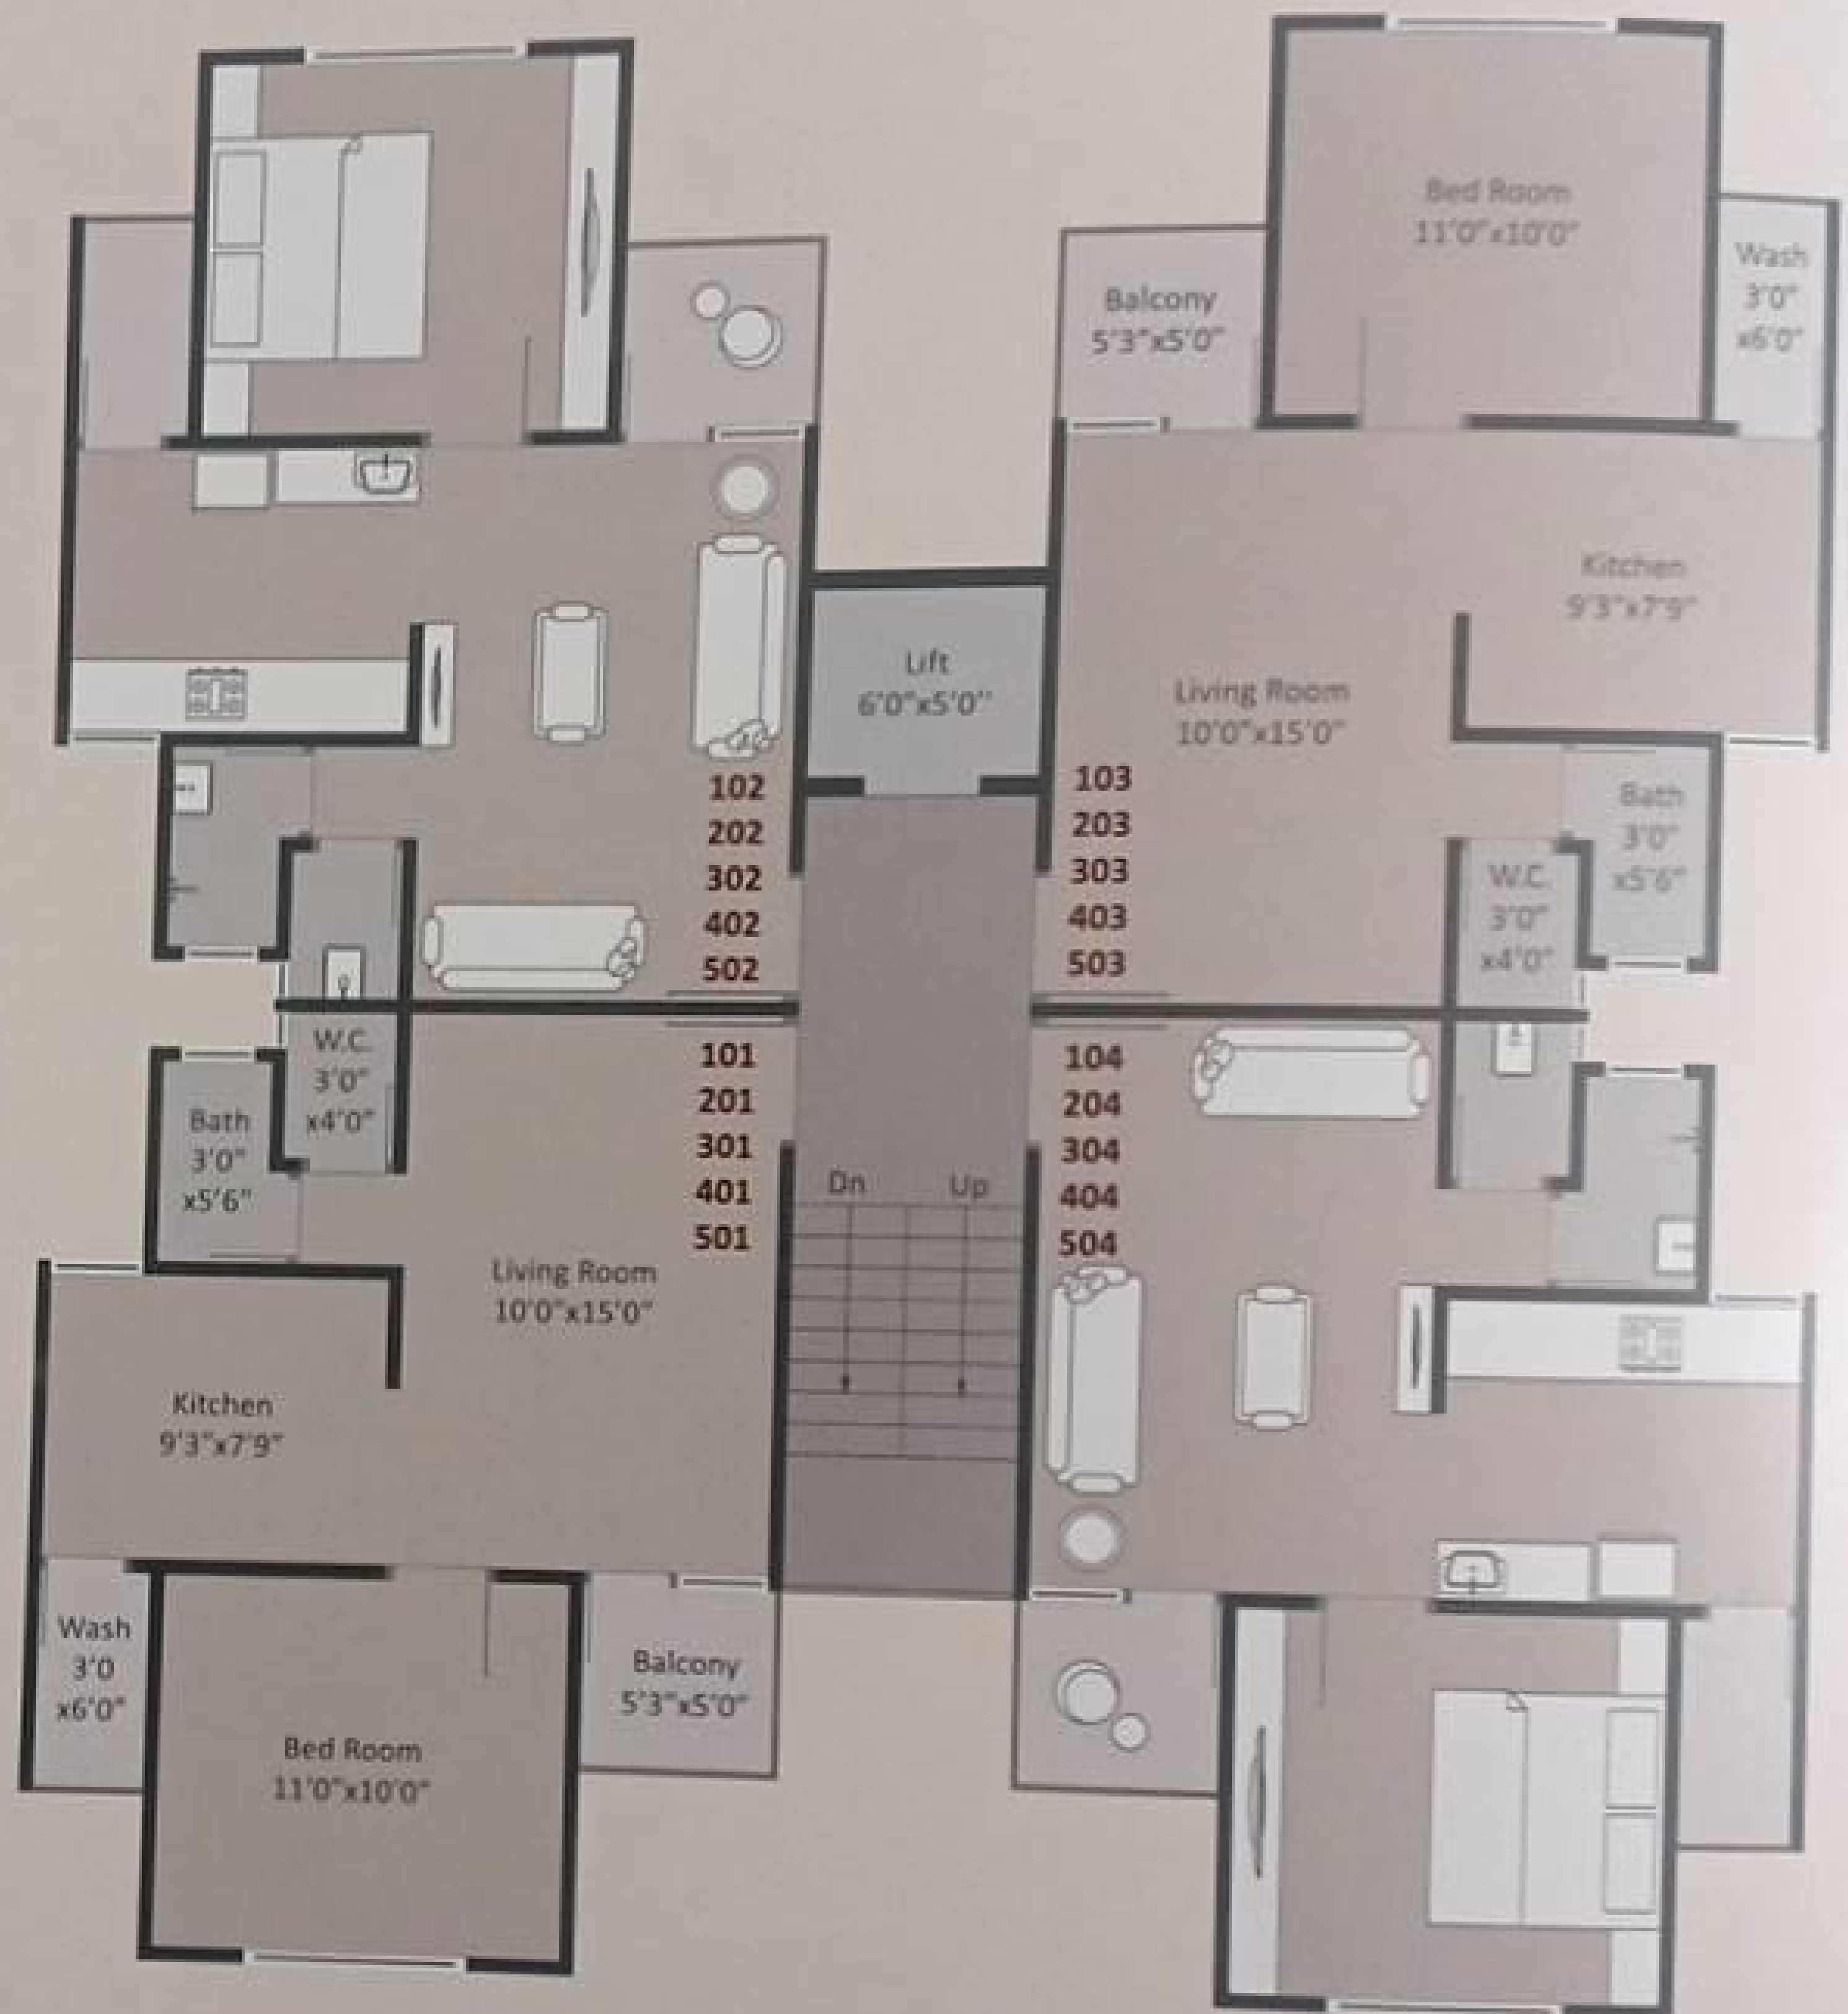 Bed Room
11'0"x10'0"
Wash
3'0"
x6'0"
Balcony
5'3"x5'0"
Kitchen
9'3"x7'9"
Lift
6'0"x5'0"
Living Room
10'0"x15'0"
102
202
302
402
502
103
203
303
403
503
Bath
3'0"
x5'6"
W.C.
3'0"
x4'0"
W.C.
3'0"
x4'0"
Bath
3'0"
x5'6"
101
201
301
401
501
104
204
304
404
504
Dn
Up
Living Room
10'0"x15'0"
Kitchen
9'3"x7'9"
Wash
3'0
x6'0"
Balcony
5'3"x5'0"
Bed Room
11'0"x10'0"